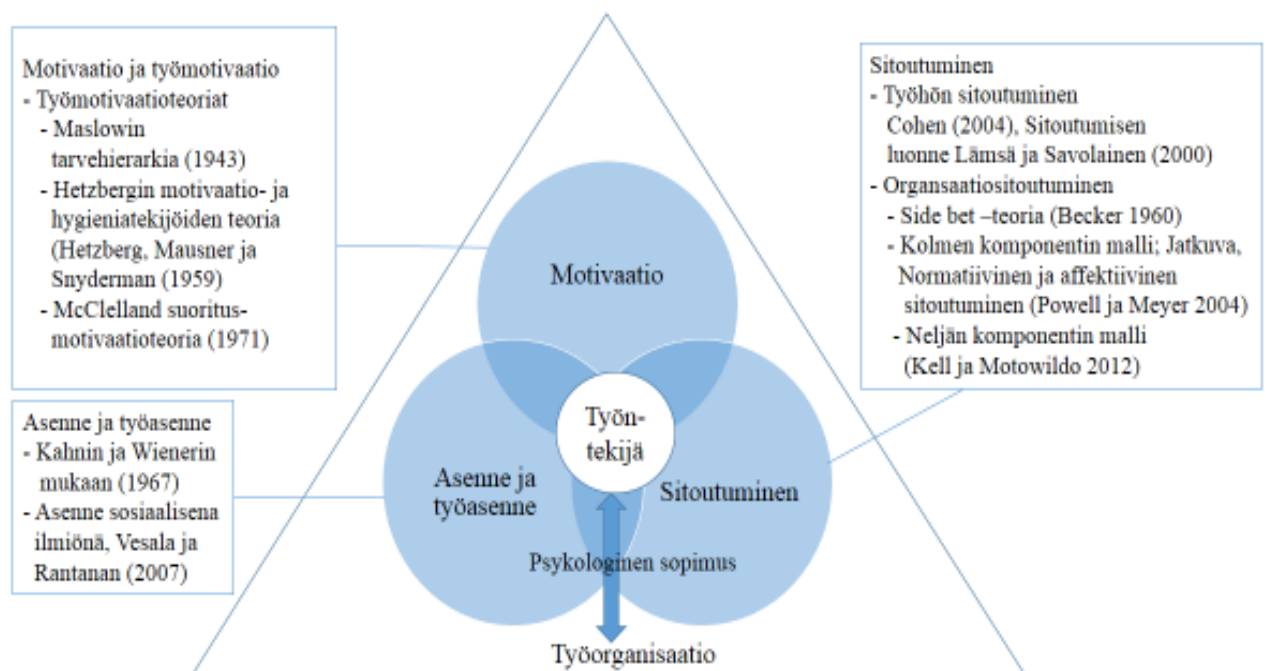 Motivaatio ja työmotivaatio
- Työmotivaatioteoriat
- Maslowin
tarvehierarkia (1943)
- Hetzbergin motivaatio- ja
hygieniatekijöiden teoria
(Hetzberg, Mausner ja
Snyderman (1959)
- McClelland suoritus-
motivaatioteoria (1971)
Asenne ja työasenne
- Kahnin ja Wienerin
mukaan (1967)
- Asenne sosiaalisena
ilmiönä, Vesala ja
Rantanan (2007)
Sitoutuminen
- Työhön sitoutuminen
Cohen (2004), Sitoutumisen
luonne Lämsä ja Savolainen (2000)
- Organsaatiositoutuminen
- Side bet –teoria (Becker 1960)
- Kolmen komponentin malli; Jatkuva,
Normatiivinen ja affektiivinen
sitoutuminen (Powell ja Meyer 2004)
- Neljän komponentin malli
(Kell ja Motowildo 2012)
Motivaatio
Työn-
tekijä
Asenne ja
työasenne
Sitoutuminen
Psykologinen sopimus
Työorganisaatio